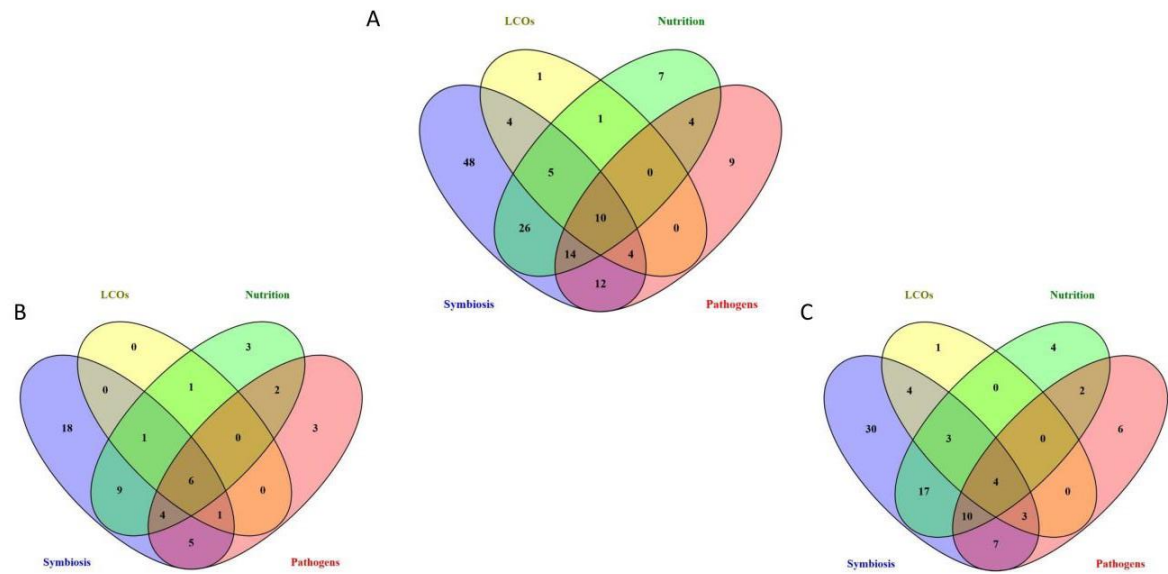 A
LCOs Nutrition
1 7
4 1 4
48 5 0 9
10
26 0
14 4
12
Symbiosis Pathogens
B
LCOs Nutrition
0 3
0 1 2
18 1 0 3
6
9 0
4 1
5
Symbiosis Pathogens
C
LCOs Nutrition
1 4
4 0 2
30 3 0 6
4
17 0
10 3
7
Symbiosis Pathogens